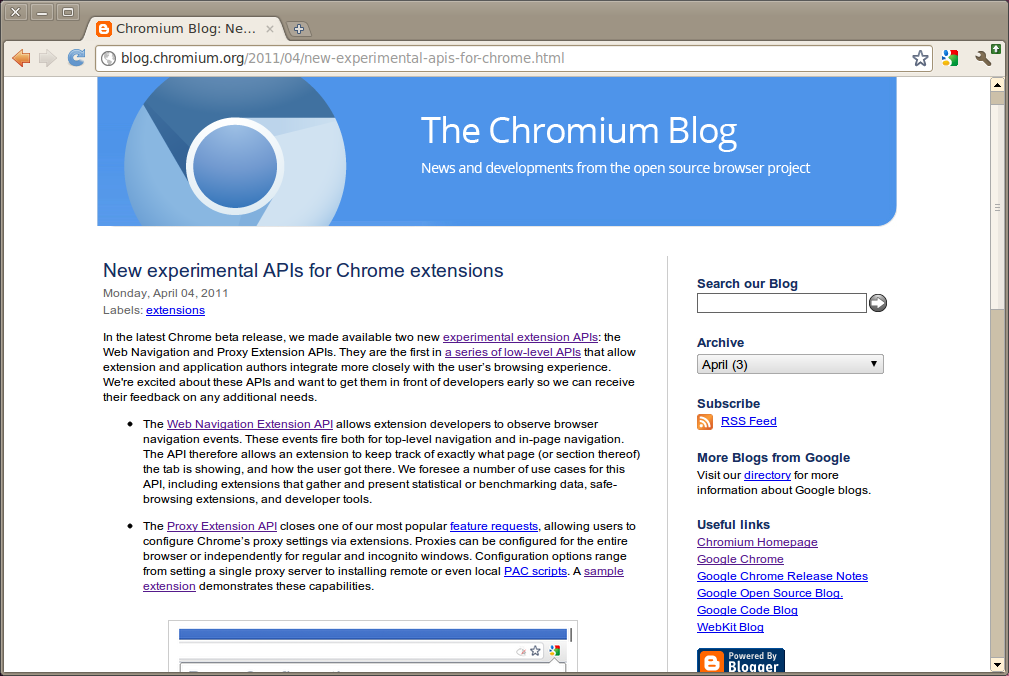 Chromium Blog: Ne...
blog.chromium.org/2011/04/new-experimental-apis-for-chrome.html
The Chromium Blog
News and developments from the open source browser project
New experimental APIs for Chrome extensions
Monday, April 04, 2011
Labels: extensions
In the latest Chrome beta release, we made available two new experimental extension APIs: the
Web Navigation and Proxy Extension APIs. They are the first in a series of low-level APIs that allow
extension and application authors integrate more closely with the user's browsing experience.
We're excited about these APIs and want to get them in front of developers early so we can receive
their feedback on any additional needs.
• The Web Navigation Extension API allows extension developers to observe browser
navigation events. These events fire both for top-level navigation and in-page navigation.
The API therefore allows an extension to keep track of exactly what page (or section thereof)
the tab is showing, and how the user got there. We foresee a number of use cases for this
API, including extensions that gather and present statistical or benchmarking data, safe-
browsing extensions, and developer tools.
• The Proxy Extension API closes one of our most popular feature requests, allowing users to
configure Chrome's proxy settings via extensions. Proxies can be configured for the entire
browser or independently for regular and incognito windows. Configuration options range
from setting a single proxy server to installing remote or even local PAC scripts. A sample
extension demonstrates these capabilities.
Search our Blog
Archive
April (3)
Subscribe
RSS Feed
More Blogs from Google
Visit our directory for more
information about Google blogs.
Useful links
Chromium Homepage
Google Chrome
Google Chrome Release Notes
Google Open Source Blog.
Google Code Blog
WebKit Blog
Powered By
Blogger